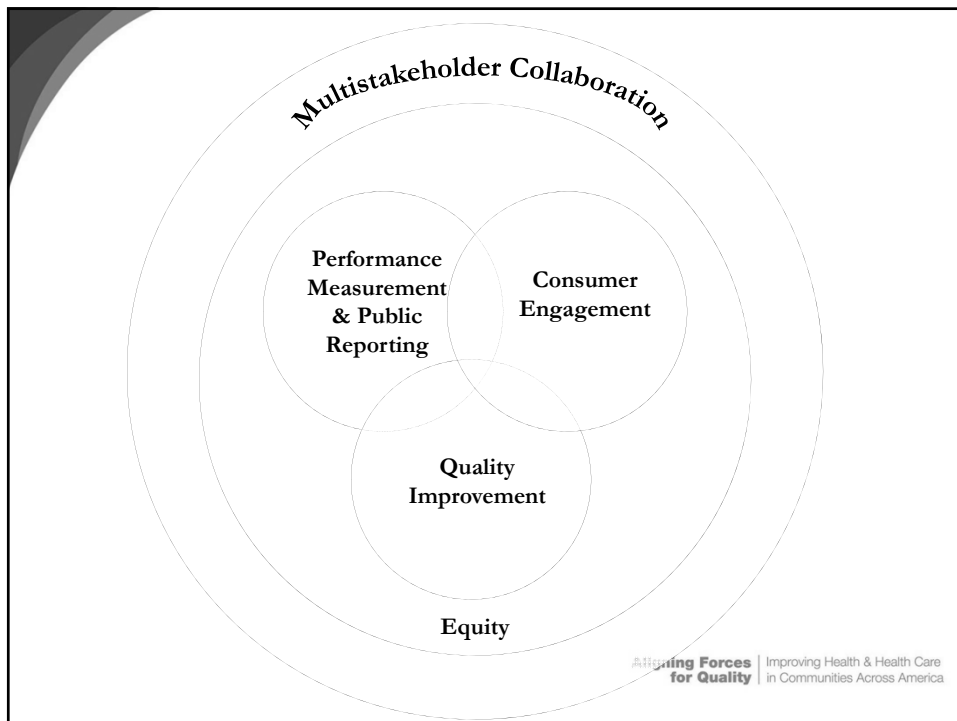 Multistakeholder Collaboration
Performance
Measurement
& Public
Reporting
Consumer
Engagement
Quality
Improvement
Equity
Aligning Forces
for Quality
Improving Health & Health Care
in Communities Across America